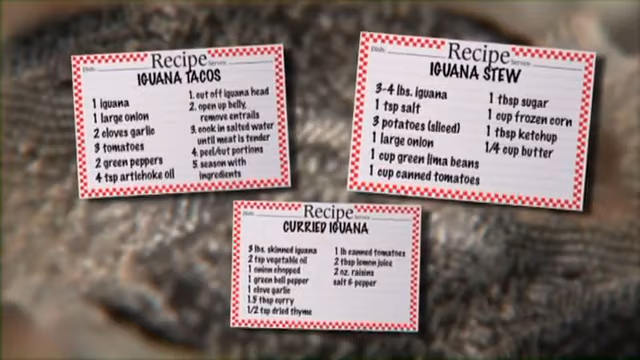 Recipe
Dish: Serves:
IGUANA TACOS
1 iguana
1 large onion
2 cloves garlic
3 tomatoes
2 green peppers
4 tsp artichoke oil
1. cut off iguana head
2. open up belly,
remove entrails
3. cook in salted water
until meat is tender
4. peel/cut portions
5. season with
ingredients
Recipe
Dish: Serves:
IGUANA STEW
3-4 lbs. iguana
1 tsp salt
3 potatoes (sliced)
1 large onion
1 cup green lima beans
1 cup canned tomatoes
1 tbsp sugar
1 cup frozen corn
1 tbsp ketchup
1/4 cup butter
Recipe
Dish: Serves:
CURRIED IGUANA
3 lbs. skinned iguana
2 tsp vegetable oil
1 onion chopped
1 green bell pepper
1 clove garlic
1.5 tbsp curry
1/2 tsp dried thyme
1 lb canned tomatoes
2 tbsp lemon juice
2 oz. raisins
salt & pepper